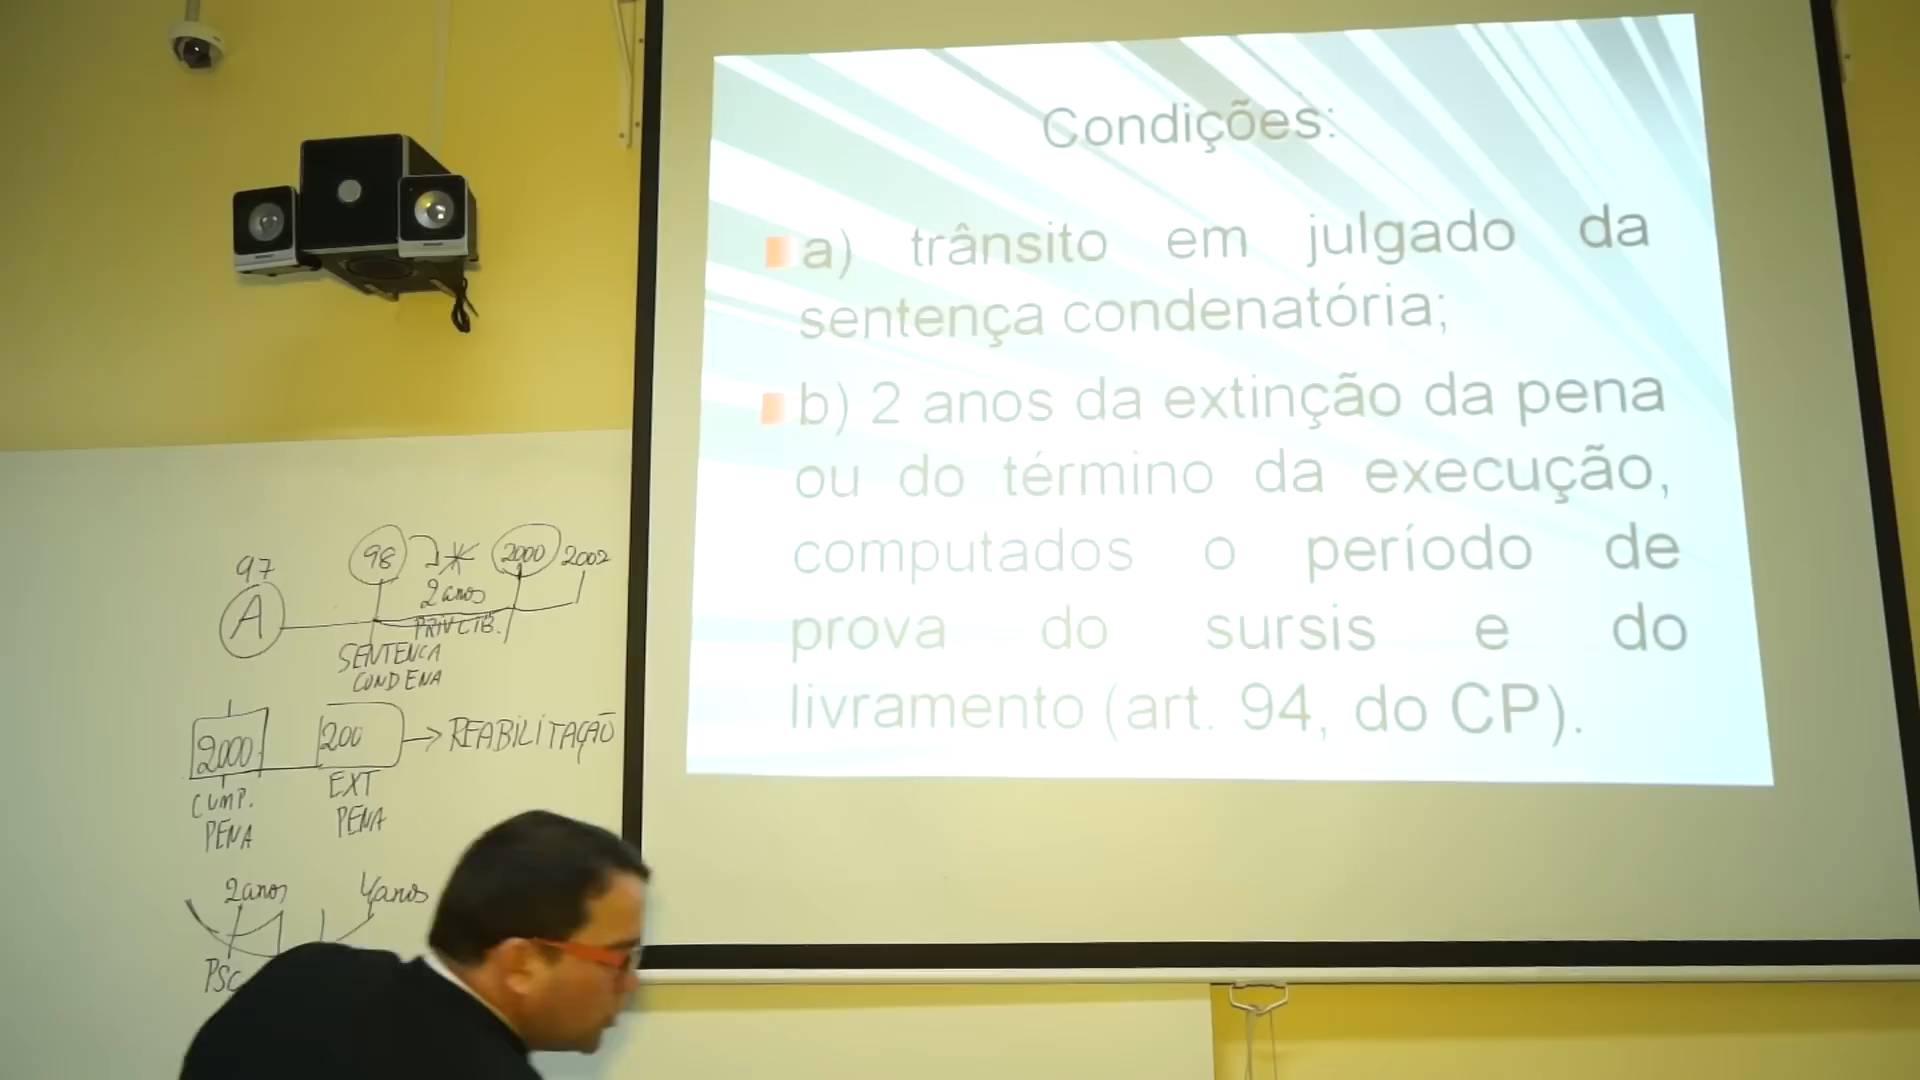 Condições:
a) trânsito em julgado da
sentença condenatória;
b) 2 anos da extinção da pena
ou do término da execução,
computados o período de
prova do sursis e do
livramento (art. 94, do CP).
97 98 2000 2002
2 anos
A PRIV LIB.
SENTENCA
CONDENA
2000 200 → REABILITAÇÃO
CUMP. EXT
PENA PENA
2 anos 4 anos
PSC